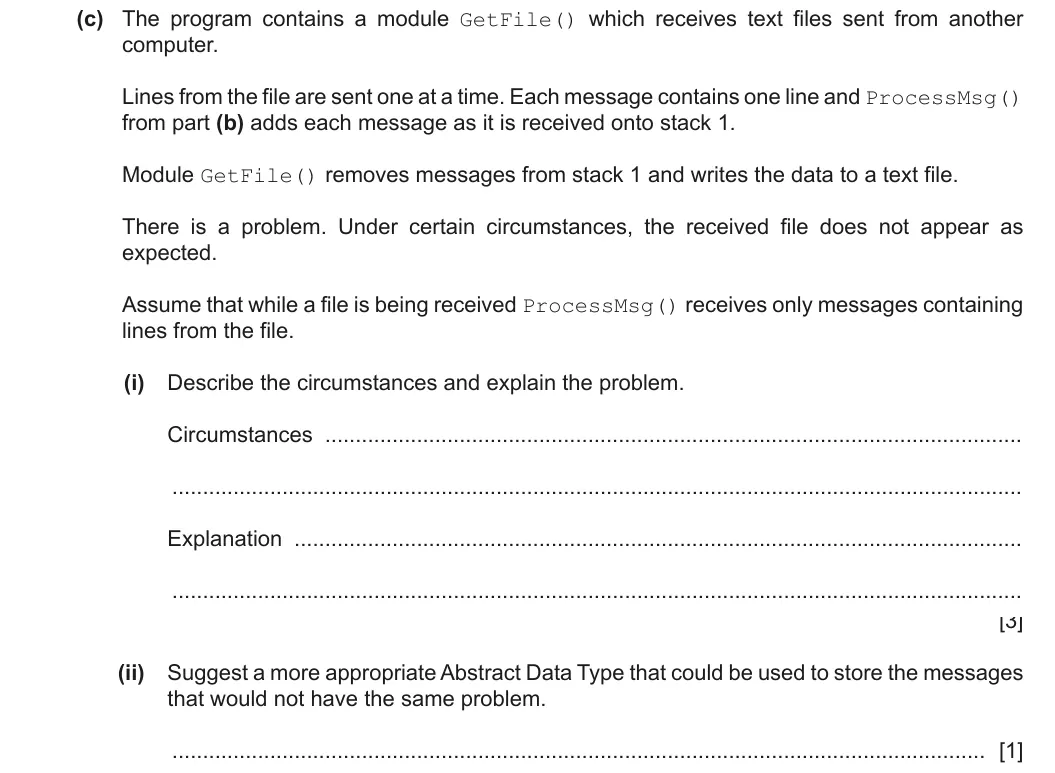 (c) The program contains a module GetFile() which receives text files sent from another
computer.
Lines from the file are sent one at a time. Each message contains one line and ProcessMsg()
from part (b) adds each message as it is received onto stack 1.
Module GetFile() removes messages from stack 1 and writes the data to a text file.
There is a problem. Under certain circumstances, the received file does not appear as
expected.
Assume that while a file is being received ProcessMsg() receives only messages containing
lines from the file.
(i) Describe the circumstances and explain the problem.
Circumstances ..........................................................................................................
..........................................................................................................
Explanation ..........................................................................................................
..........................................................................................................
[3]
(ii) Suggest a more appropriate Abstract Data Type that could be used to store the messages
that would not have the same problem.
.......................................................................................................... [1]